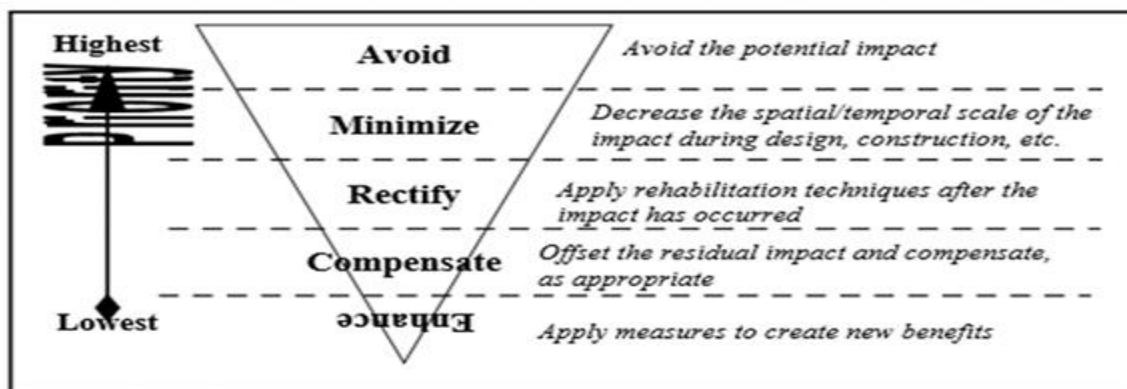 Highest
Avoid
Avoid the potential impact
Minimize
Decrease the spatial/temporal scale of the
impact during design, construction, etc.
Rectify
Apply rehabilitation techniques after the
impact has occurred
Compensate
Offset the residual impact and compensate,
as appropriate
Lowest
Enhance
Apply measures to create new benefits